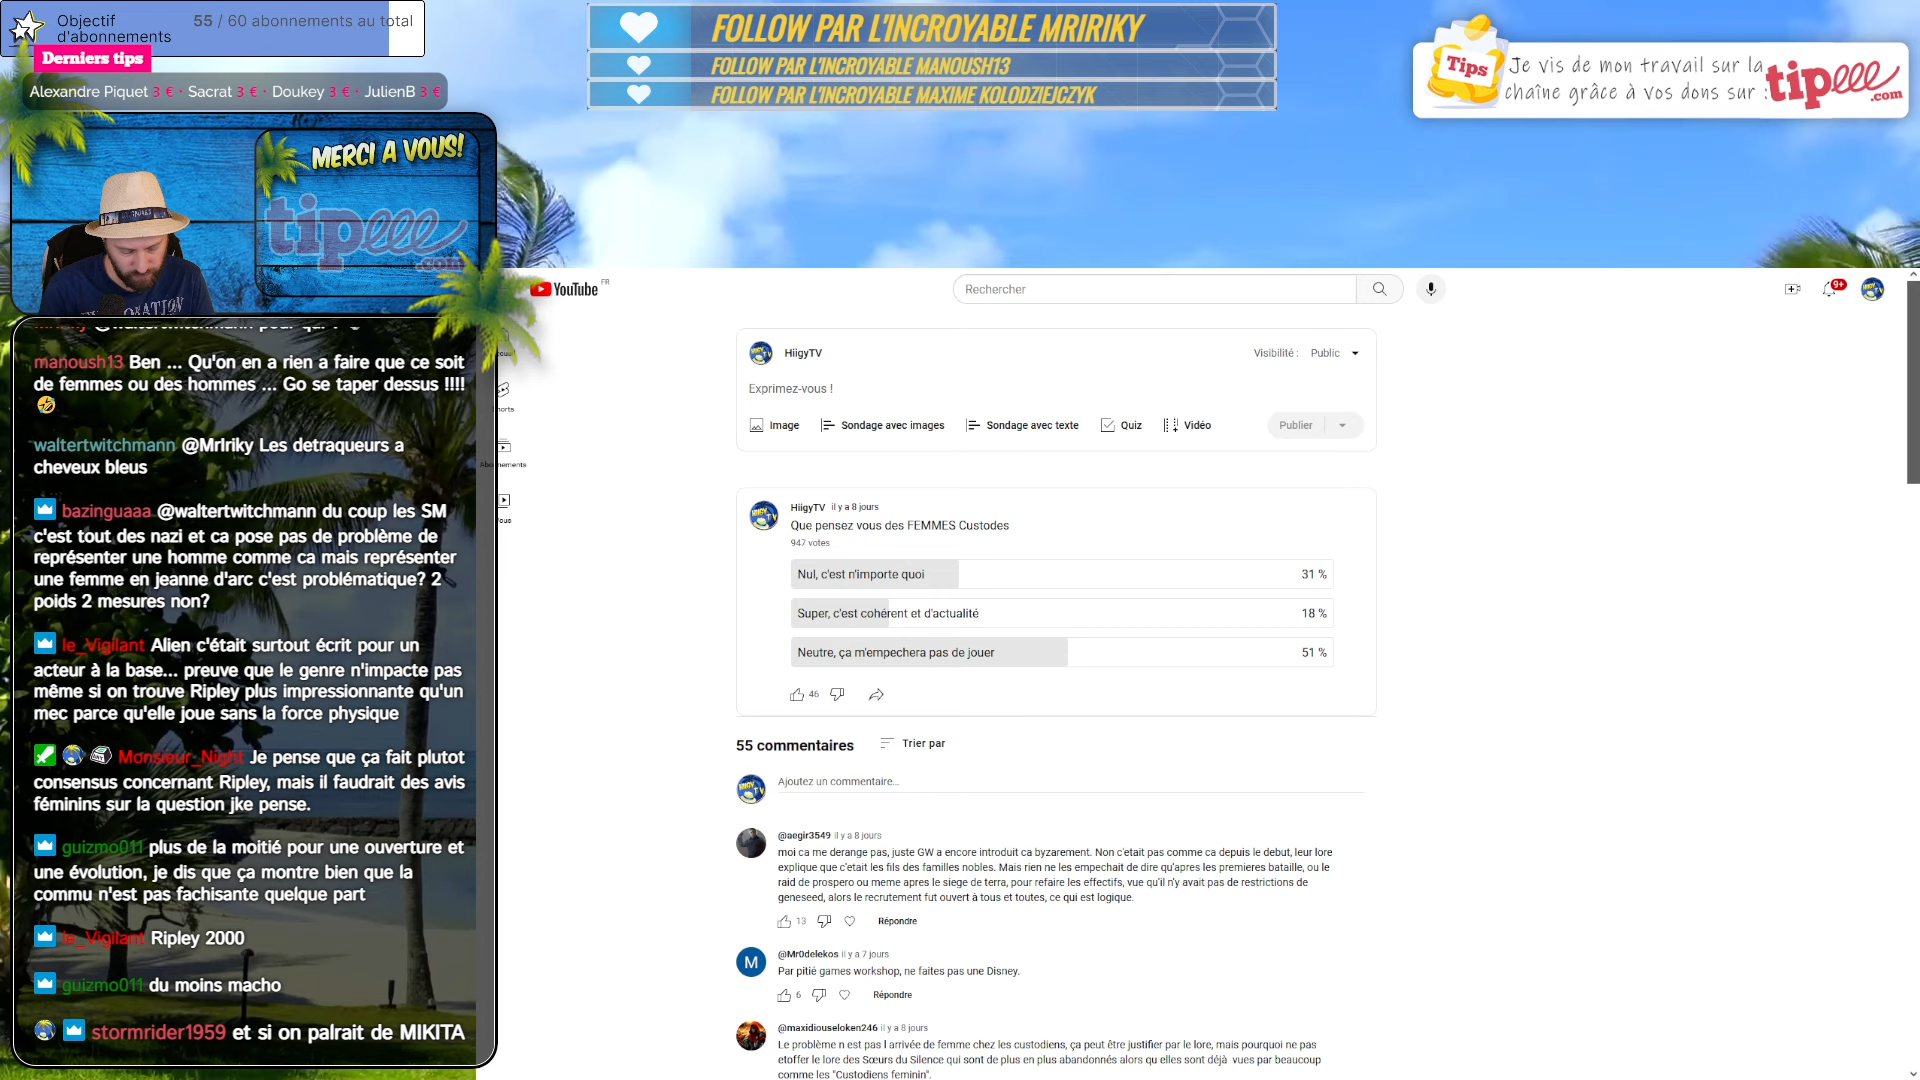 Objectif
d'abonnements
55 / 60 abonnements au total
Derniers tips
Alexandre Piquet 3 € · Sacrat 3 € · Doukey 3 € · JulienB 3 €
MERCI A VOUS!
tipeee
.com
FOLLOW PAR L'INCROYABLE MRIRIKY
FOLLOW PAR L'INCROYABLE MANOUSH13
FOLLOW PAR L'INCROYABLE MAXIME KOLODZIEJCZYK
Tips
Je vis de mon travail sur la
chaîne grâce à vos dons sur :
tipeee
.com
manoush13 Ben ... Qu'on en a rien a faire que ce soit
de femmes ou des hommes ... Go se taper dessus !!!!
🤣
waltertwitchmann @MrIriky Les detraqueurs a
cheveux bleus
bazinguaaa @waltertwitchmann du coup les SM
c'est tout des nazi et ca pose pas de problème de
représenter une homme comme ca mais représenter
une femme en jeanne d'arc c'est problématique? 2
poids 2 mesures non?
le_Vigilant Alien c'était surtout écrit pour un
acteur à la base... preuve que le genre n'impacte pas
même si on trouve Ripley plus impressionnante qu'un
mec parce qu'elle joue sans la force physique
Monsieur_Night Je pense que ça fait plutot
consensus concernant Ripley, mais il faudrait des avis
féminins sur la question jke pense.
guizmo011 plus de la moitié pour une ouverture et
une évolution, je dis que ça montre bien que la
commu n'est pas fachisante quelque part
le_Vigilant Ripley 2000
guizmo011 du moins macho
stormrider1959 et si on palrait de MIKITA
YouTube FR
Rechercher
9+
HiigyTV
Visibilité : Public
Exprimez-vous !
Image
Sondage avec images
Sondage avec texte
Quiz
Vidéo
Publier
HiigyTV il y a 8 jours
Que pensez vous des FEMMES Custodes
947 votes
Nul, c'est n'importe quoi 31 %
Super, c'est cohérent et d'actualité 18 %
Neutre, ça m'empechera pas de jouer 51 %
46
55 commentaires
Trier par
Ajoutez un commentaire...
@aegir3549 il y a 8 jours
moi ca me derange pas, juste GW a encore introduit ca byzarement. Non c'etait pas comme ca depuis le debut, leur lore
explique que c'etait les fils des familles nobles. Mais rien ne les empechait de dire qu'apres les premieres bataille, ou le
raid de prospero ou meme apres le siege de terra, pour refaire les effectifs, vue qu'il n'y avait pas de restrictions de
geneseed, alors le recrutement fut ouvert à tous et toutes, ce qui est logique.
13
Répondre
M
@Mr0delekos il y a 7 jours
Par pitié games workshop, ne faites pas une Disney.
6
Répondre
@maxidiouseloken246 il y a 8 jours
Le problème n est pas l arrivée de femme chez les custodiens, ça peut être justifier par le lore, mais pourquoi ne pas
etoffer le lore des Sœurs du Silence qui sont de plus en plus abandonnés alors qu elles sont déjà vues par beaucoup
comme les "Custodiens feminin".